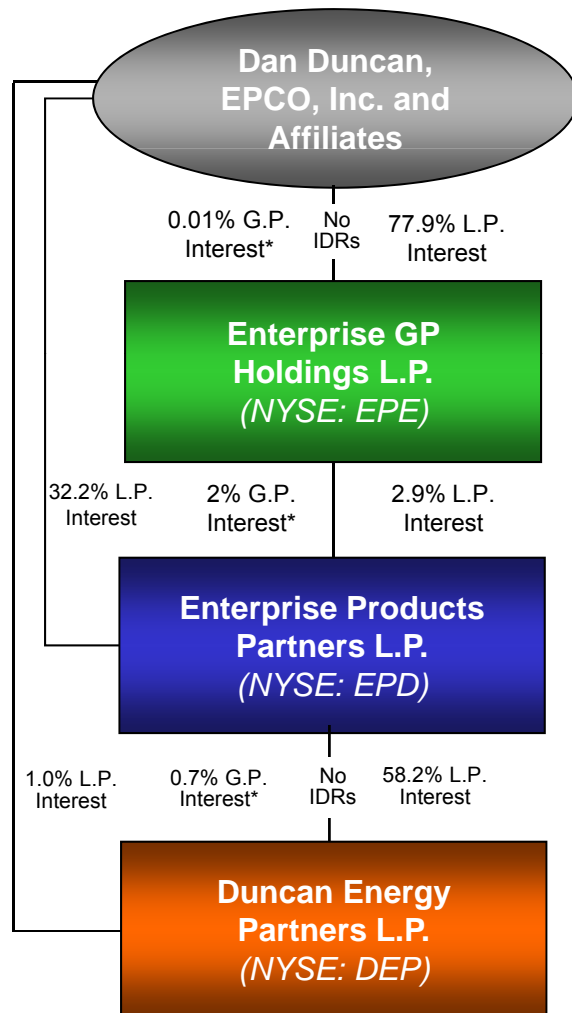 Dan Duncan,
EPCO, Inc. and
Affiliates
0.01% G.P.
Interest*
No
IDRs
77.9% L.P.
Interest
Enterprise GP
Holdings L.P.
(NYSE: EPE)
32.2% L.P.
Interest
2% G.P.
Interest*
2.9% L.P.
Interest
Enterprise Products
Partners L.P.
(NYSE: EPD)
1.0% L.P.
Interest
0.7% G.P.
Interest*
No
IDRs
58.2% L.P.
Interest
Duncan Energy
Partners L.P.
(NYSE: DEP)